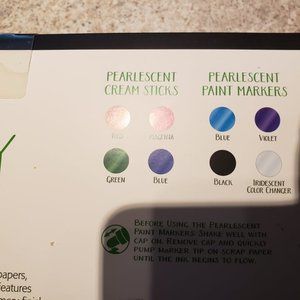 PEARLESCENT
CREAM STICKS
PEARLESCENT
PAINT MARKERS
RED
MAGENTA
BLUE
VIOLET
GREEN
BLUE
BLACK
IRIDESCENT
COLOR CHANGER
BEFORE USING THE PEARLESCENT
PAINT MARKERS: SHAKE WELL WITH
CAP ON. REMOVE CAP AND QUICKLY
PUMP MARKER TIP ON SCRAP PAPER
UNTIL THE INK BEGINS TO FLOW.
papers,
features